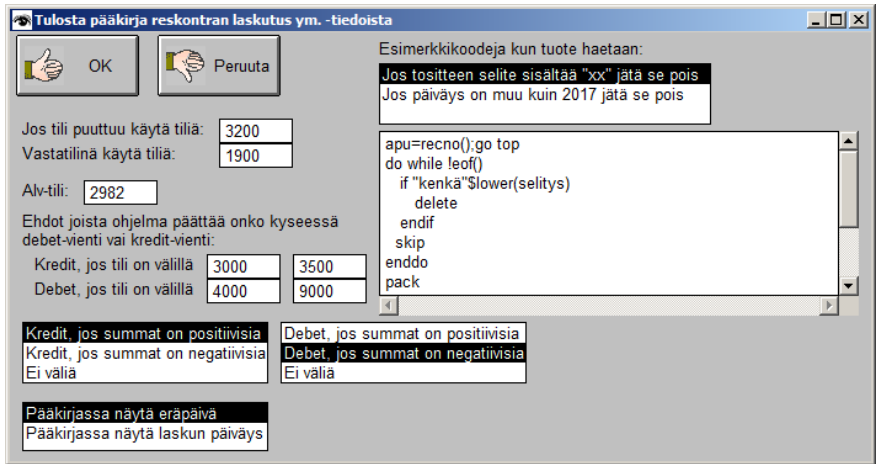 Tulosta pääkirja reskontran laskutus ym. -tiedoista
OK
Peruuta
Esimerkkikoodeja kun tuote haetaan:
Jos tositteen selite sisältää "xx" jätä se pois
Jos päiväys on muu kuin 2017 jätä se pois
Jos tili puuttuu käytä tiliä: 3200
Vastatilinä käytä tiliä: 1900
Alv-tili: 2982
Ehdot joista ohjelma päättää onko kyseessä
debet-vienti vai kredit-vienti:
Kredit, jos tili on välillä 3000 3500
Debet, jos tili on välillä 4000 9000
apu=recno();go top
do while !eof()
if "kenkä"$lower(selitys)
delete
endif
skip
enddo
pack
Kredit, jos summat on positiivisia
Kredit, jos summat on negatiivisia
Ei väliä
Debet, jos summat on positiivisia
Debet, jos summat on negatiivisia
Ei väliä
Pääkirjassa näytä eräpäivä
Pääkirjassa näytä laskun päiväys